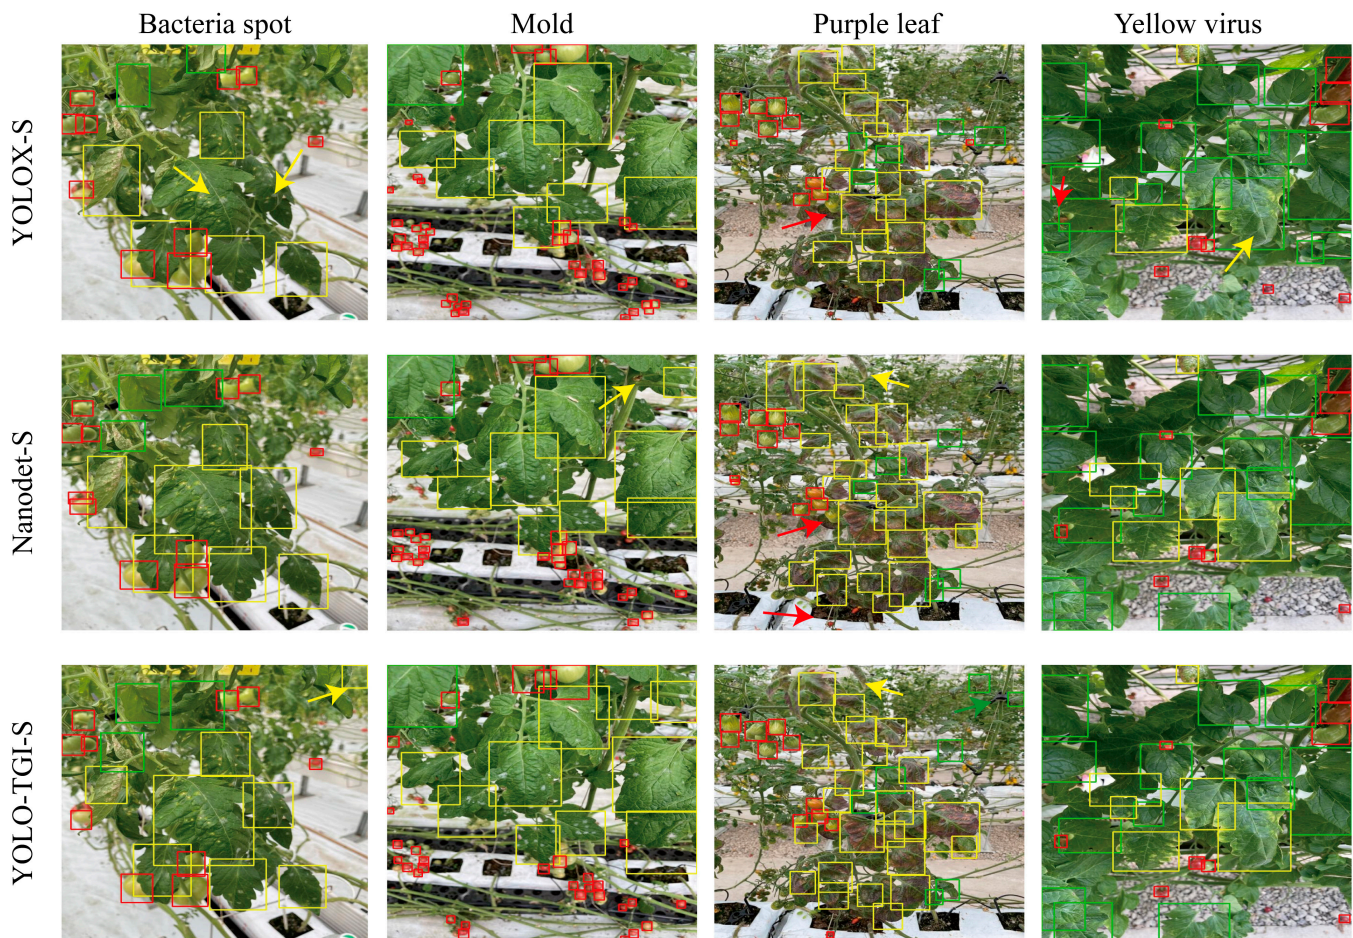 Bacteria spot Mold Purple leaf Yellow virus
YOLOX-S
Nanodet-S
YOLO-TGI-S